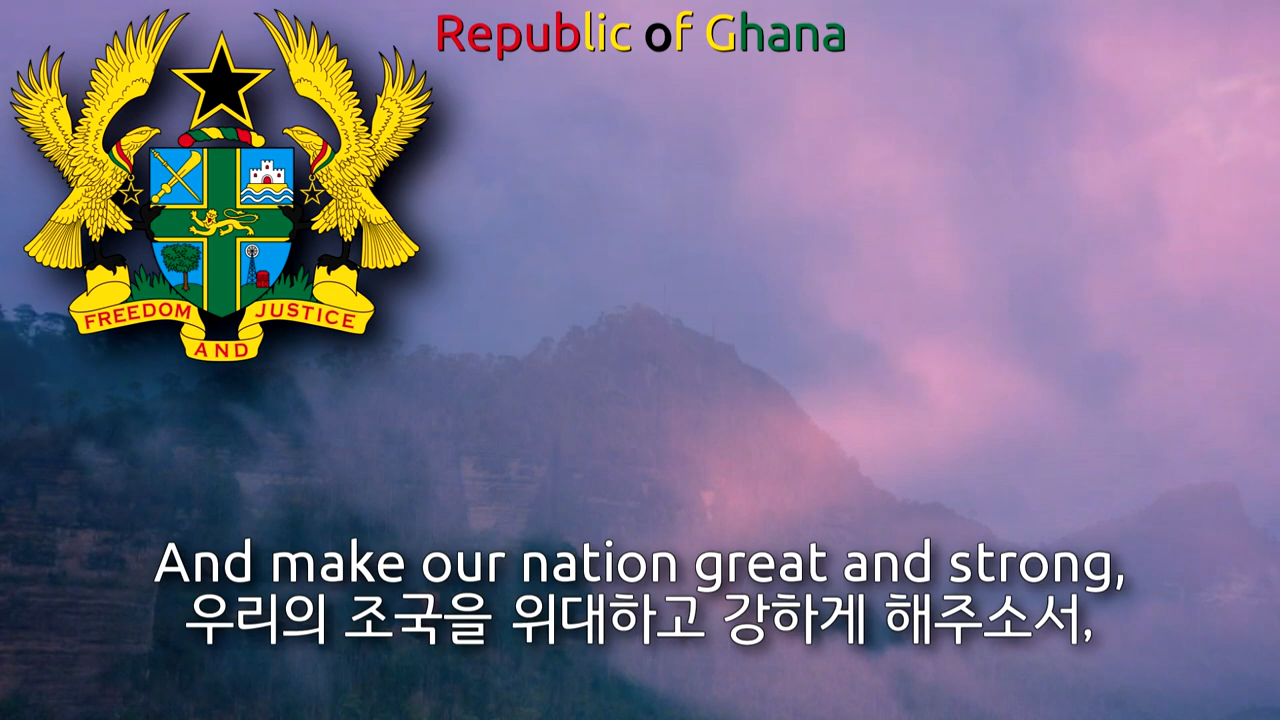 Republic of Ghana
FREEDOM
JUSTICE
AND
And make our nation great and strong,
우리의 조국을 위대하고 강하게 해주소서,